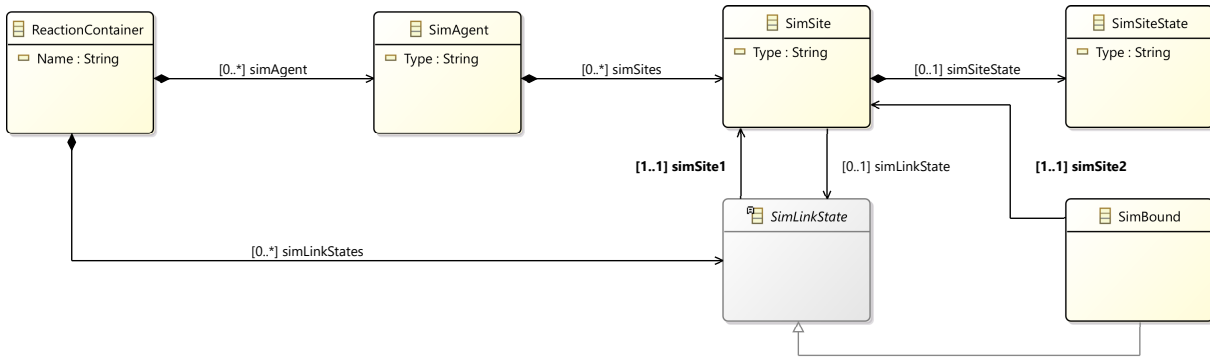 ReactionContainer
Name : String
[0..*] simAgent
SimAgent
Type : String
[0..*] simSites
SimSite
Type : String
[0..1] simSiteState
SimSiteState
Type : String
[1..1] simSite1
[0..1] simLinkState
[1..1] simSite2
SimLinkState
SimBound
[0..*] simLinkStates